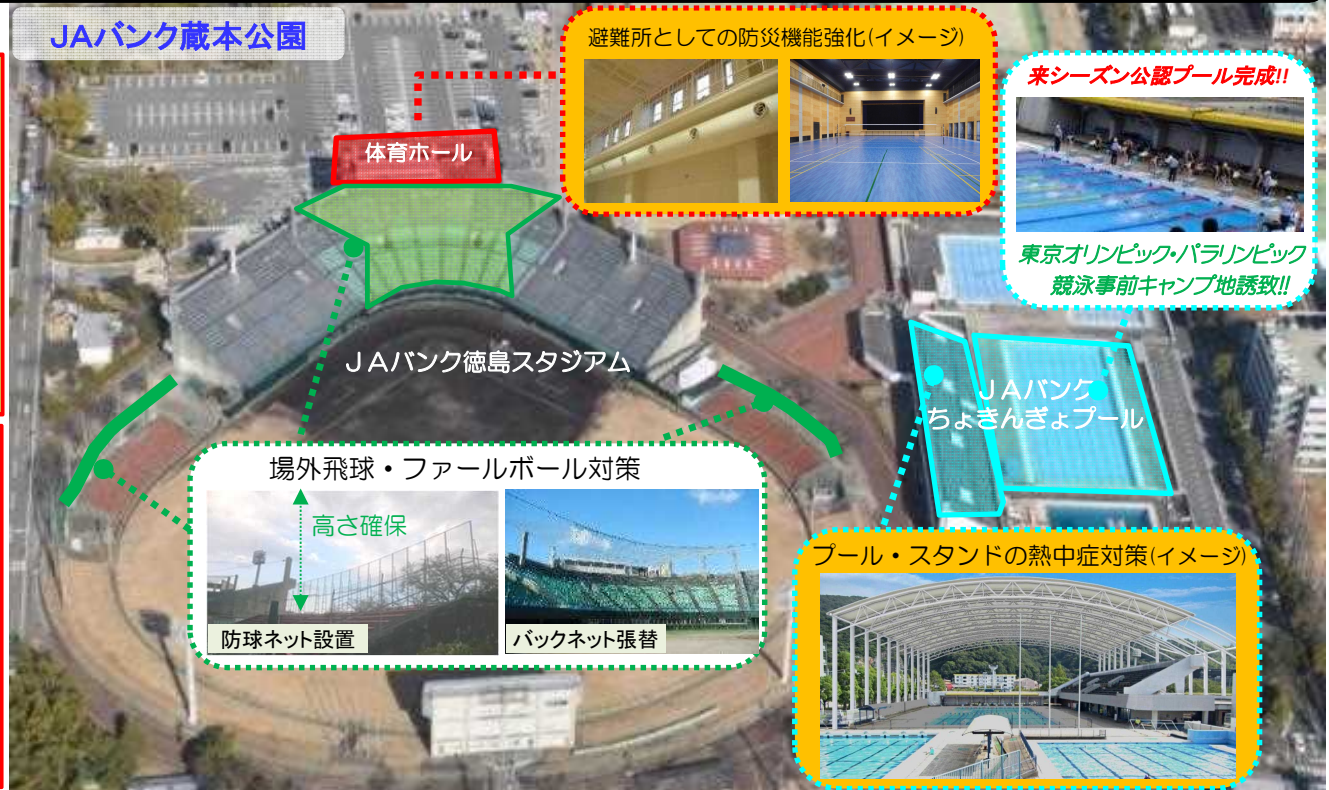 JAバンク蔵本公園
避難所としての防災機能強化(イメージ)
来シーズン公認プール完成!!
東京オリンピック・パラリンピック
競泳事前キャンプ地誘致!!
体育ホール
JAバンク徳島スタジアム
JAバンク
ちょきんぎょプール
場外飛球・ファールボール対策
高さ確保
防球ネット設置
バックネット張替
プール・スタンドの熱中症対策(イメージ)